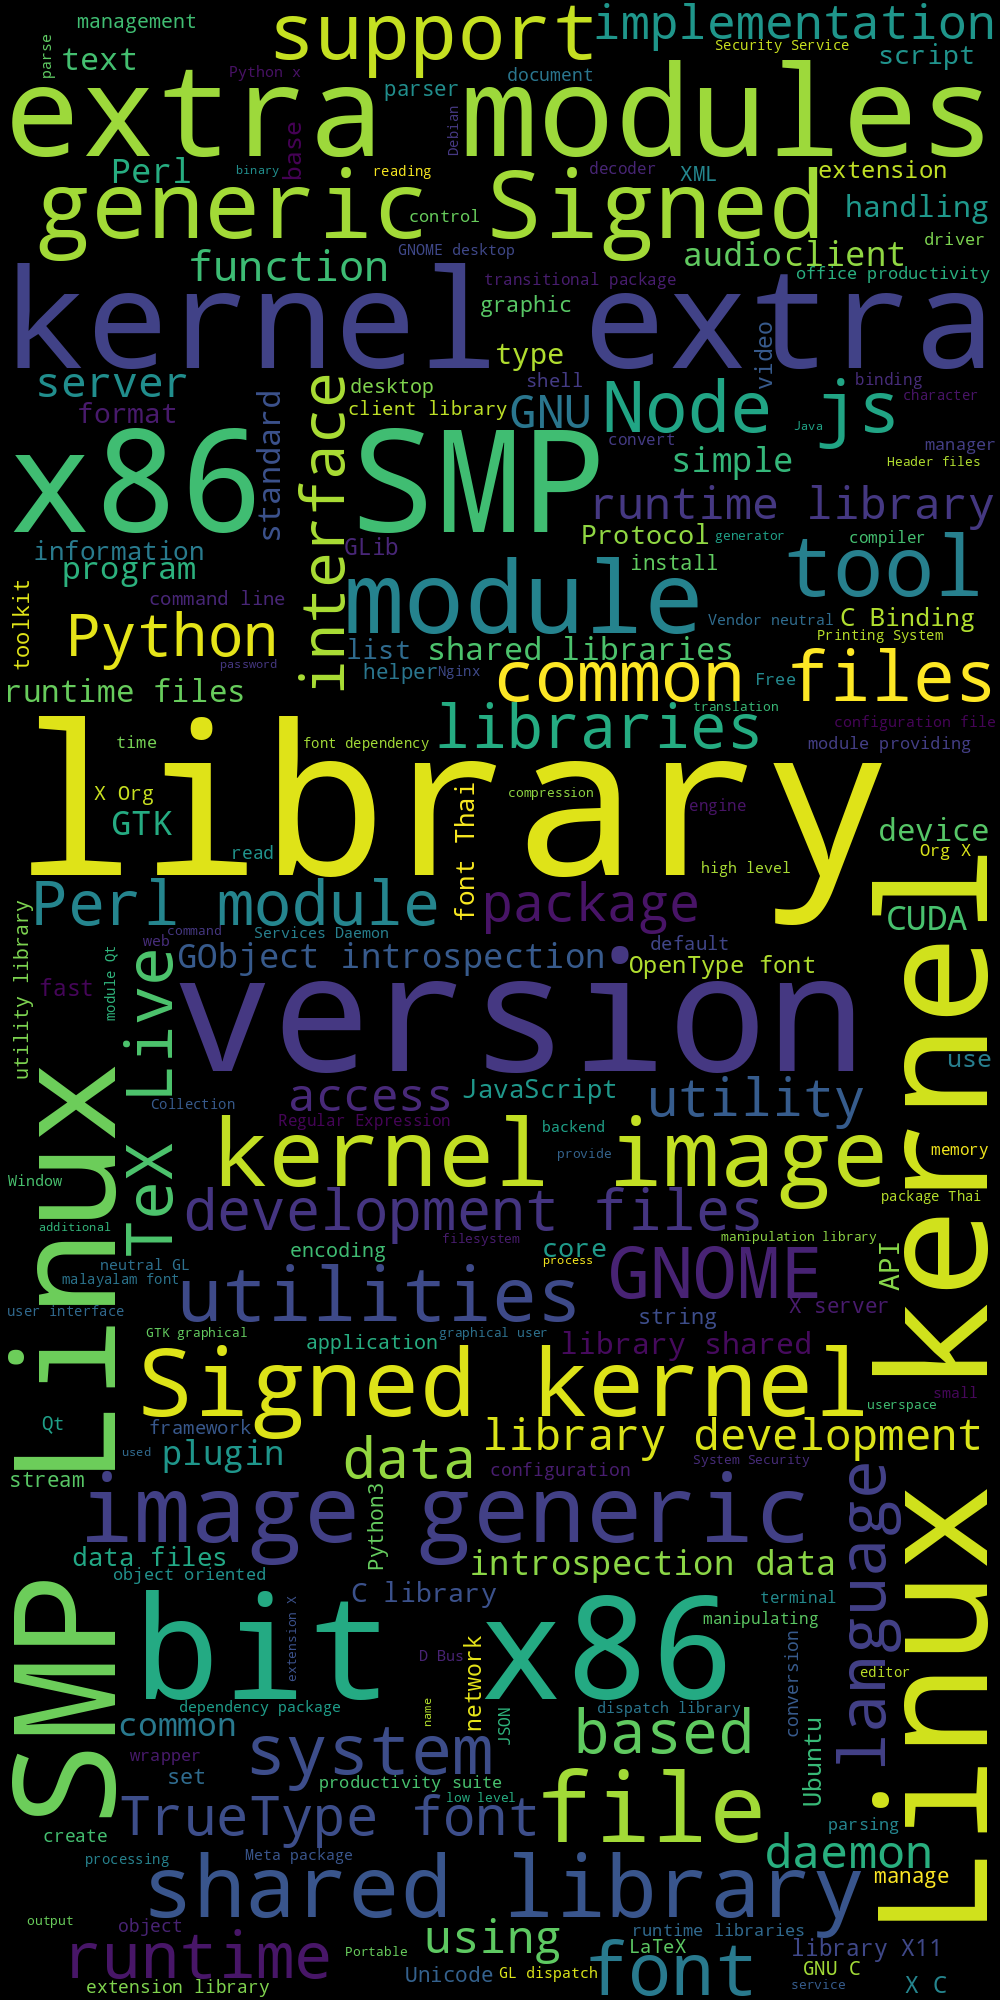 management
support
implementation
parse
text
Security Service
script
Python x
document
parser
extra modules
Debian
base
Perl
binary
reading
decoder
XML
extension
generic Signed
control
handling
GNOME desktop
driver
function
audio
client
transitional package
office productivity
kernel extra
graphic
video
type
server
interface
desktop
shell
binding
format
standard
client library
GNU
Node js
character
Java
x86 SMP
convert
manager
simple
Header files
runtime library
information
GLib
Protocol
generator
compiler
program
module
install
tool
toolkit
command line
Python
Vendor neutral
C Binding
Printing System
password
list
shared libraries
helper
Nginx
common files
Free
runtime files
libraries
translation
configuration file
time
font dependency
module providing
library
X Org
font Thai
compression
engine
GTK
device
read
Org X
high level
Linux kernel
Perl module
package
CUDA
utility library
command
Services Daemon
web
module Qt
TeX Live
GObject introspection
default
OpenType font
fast
version
use
access
JavaScript
utility
Collection
Regular Expression
Linux
kernel image
backend
provide
memory
Window
development files
package Thai
additional
filesystem
manipulation library
encoding
core
process
GNOME
API
neutral GL
malayalam font
utilities
user interface
string
X server
GTK graphical
application
graphical user
library shared
Signed kernel
small
userspace
Qt
framework
library development
used
plugin
data
System Security
stream
configuration
language
image generic
Python3
data files
introspection data
object oriented
C library
SMP
bit x86
extension X
terminal
manipulating
conversion
D Bus
network
editor
dependency package
name
JSON
dispatch library
common
system
based
Ubuntu
wrapper
set
productivity suite
low level
file
TrueType font
create
parsing
daemon
processing
Meta package
shared library
manage
output
object
using
runtime libraries
runtime
Portable
LaTeX
library X11
font
extension library
Unicode
GL dispatch
GNU C
service
X C